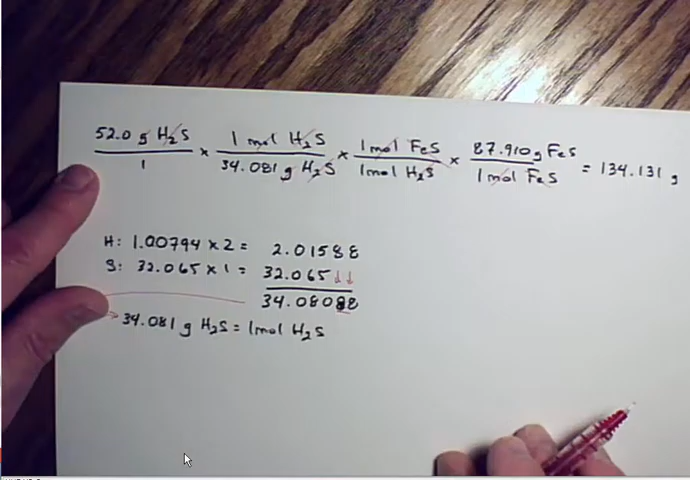 52.0 g H₂S / 1 × 1 mol H₂S / 34.081 g H₂S × 1 mol FeS / 1 mol H₂S × 87.910 g FeS / 1 mol FeS = 134.131 g
H: 1.00794 × 2 = 2.01588
S: 32.065 × 1 = 32.065↓↓
34.08088
→ 34.081 g H₂S = 1 mol H₂S